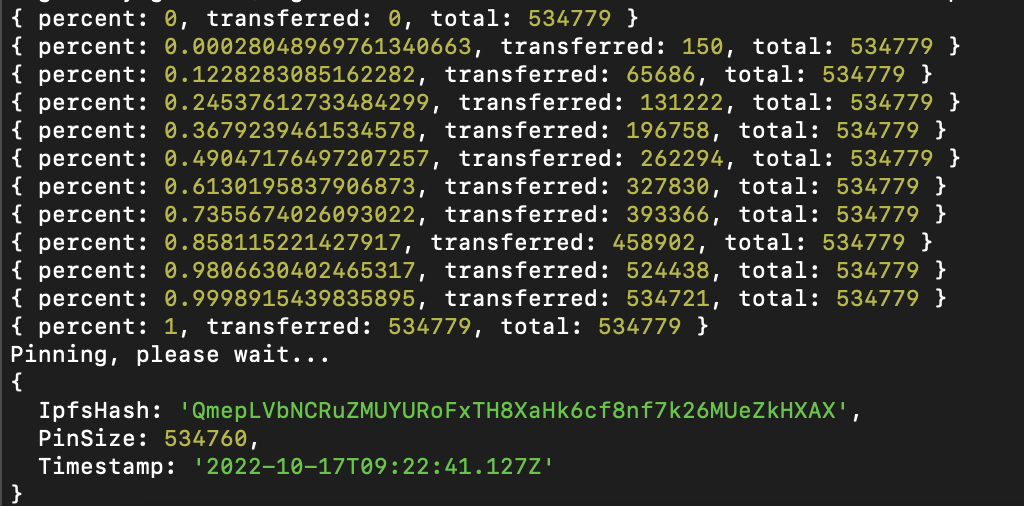 { percent: 0, transferred: 0, total: 534779 }
{ percent: 0.00028048969761340663, transferred: 150, total: 534779 }
{ percent: 0.1228283085162282, transferred: 65686, total: 534779 }
{ percent: 0.24537612733484299, transferred: 131222, total: 534779 }
{ percent: 0.3679239461534578, transferred: 196758, total: 534779 }
{ percent: 0.49047176497207257, transferred: 262294, total: 534779 }
{ percent: 0.6130195837906873, transferred: 327830, total: 534779 }
{ percent: 0.7355674026093022, transferred: 393366, total: 534779 }
{ percent: 0.858115221427917, transferred: 458902, total: 534779 }
{ percent: 0.9806630402465317, transferred: 524438, total: 534779 }
{ percent: 0.9998915439835895, transferred: 534721, total: 534779 }
{ percent: 1, transferred: 534779, total: 534779 }
Pinning, please wait...
{
  IpfsHash: 'QmepLVbNCRuZMUYURoFxTH8XaHk6cf8nf7k26MUeZkHXAX',
  PinSize: 534760,
  Timestamp: '2022-10-17T09:22:41.127Z'
}